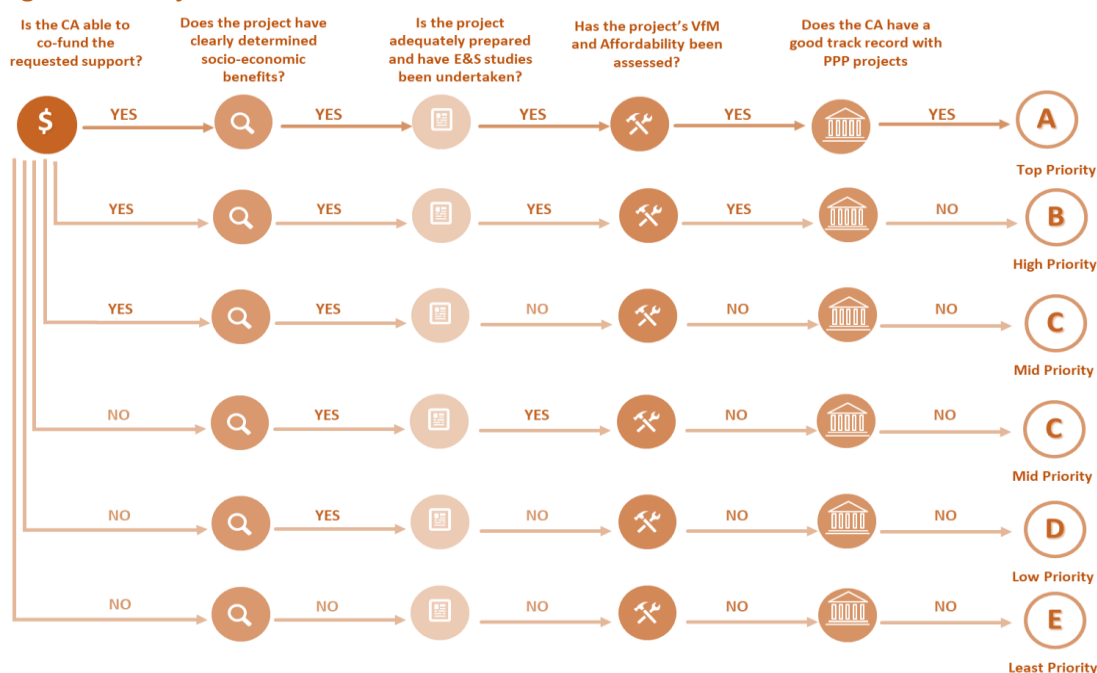 Is the CA able to
co-fund the
requested support?
Does the project have
clearly determined
socio-economic
benefits?
Is the project
adequately prepared
and have E&S studies
been undertaken?
Has the project's VfM
and Affordability been
assessed?
Does the CA have a
good track record with
PPP projects
$ YES YES YES YES YES A
Top Priority
YES YES YES YES NO B
High Priority
YES YES NO NO NO C
Mid Priority
NO YES YES NO NO C
Mid Priority
NO YES NO NO NO D
Low Priority
NO NO NO NO NO E
Least Priority